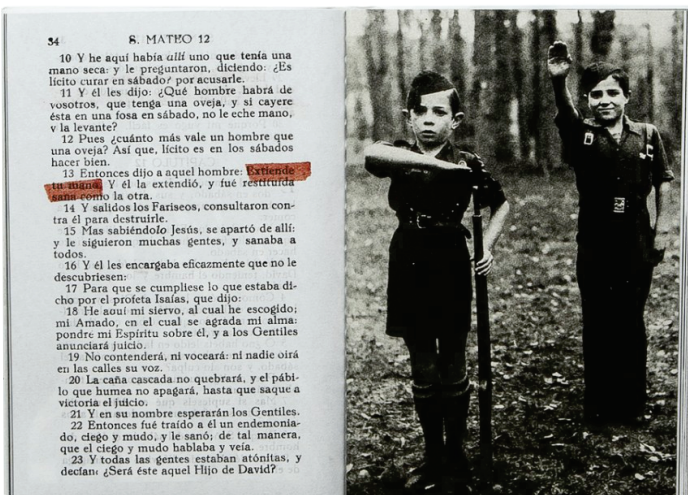 34 S. MATEO 12
10 Y he aquí había allí uno que tenía una
mano seca: y le preguntaron, diciendo: ¿Es
lícito curar en sábado? por acusarle.
11 Y él les dijo: ¿Qué hombre habrá de
vosotros, que tenga una oveja, y si cayere
ésta en una fosa en sábado, no le eche mano,
y la levante?
12 Pues ¿cuánto más vale un hombre que
una oveja? Así que, lícito es en los sábados
hacer bien.
13 Entonces dijo a aquel hombre: Extiende
tu mano. Y él la extendió, y fué restituída
sana como la otra.
14 Y salidos los Fariseos, consultaron con-
tra él para destruirle.
15 Mas sabiéndolo Jesús, se apartó de allí:
y le siguieron muchas gentes, y sanaba a
todos.
16 Y él les encargaba eficazmente que no le
descubriesen:
17 Para que se cumpliese lo que estaba di-
cho por el profeta Isaías, que dijo:
18 He aquí mi siervo, al cual he escogido;
mi Amado, en el cual se agrada mi alma:
pondré mi Espíritu sobre él, y a los Gentiles
anunciará juicio.
19 No contenderá, ni voceará: ni nadie oirá
en las calles su voz.
20 La caña cascada no quebrará, y el pábi-
lo que humea no apagará, hasta que saque a
victoria el juicio.
21 Y en su nombre esperarán los Gentiles.
22 Entonces fué traído a él un endemonia-
do, ciego y mudo, y le sanó; de tal manera,
que el ciego y mudo hablaba y veía.
23 Y todas las gentes estaban atónitas, y
decían: ¿Será éste aquel Hijo de David?